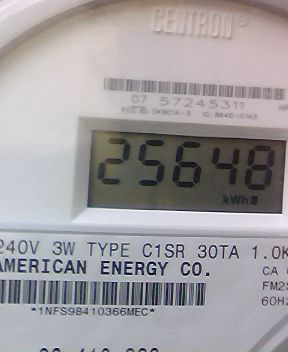 CENTRON®
07 57245311
25648
kWh
240V 3W TYPE C1SR 30TA 1.0K
AMERICAN ENERGY CO.
CA
FM2S
60Hz
*1NFS98410366MEC*